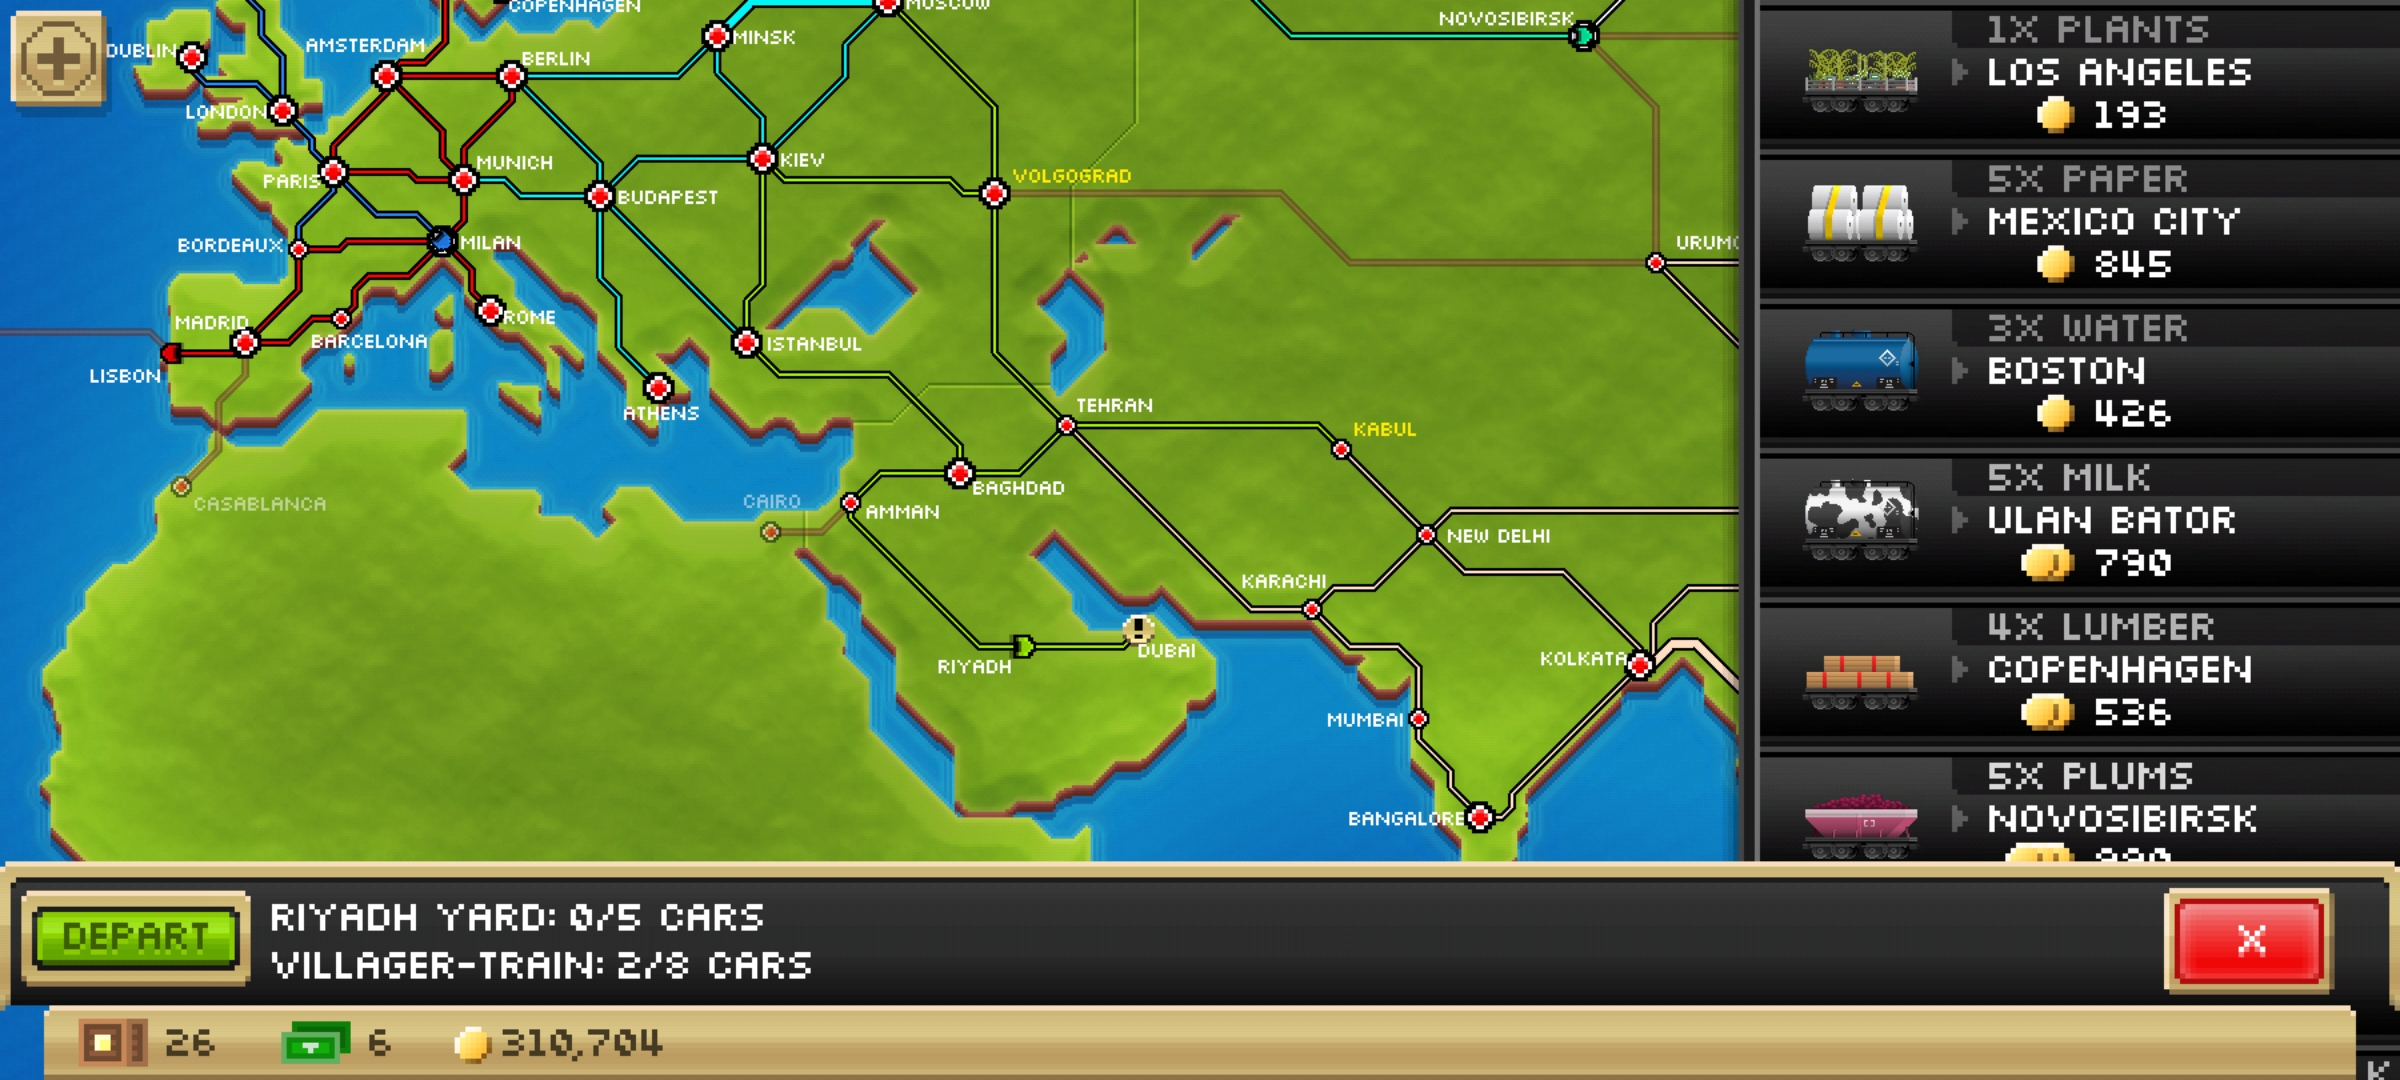 COPENHAGEN
MOSCOW
DUBLIN
AMSTERDAM
MINSK
NOVOSIBIRSK
BERLIN
LONDON
PARIS
MUNICH
KIEV
VOLGOGRAD
BUDAPEST
BORDEAUX
MILAN
MADRID
BARCELONA
ROME
ISTANBUL
LISBON
ATHENS
TEHRAN
KABUL
CASABLANCA
CAIRO
BAGHDAD
AMMAN
NEW DELHI
KARACHI
RIYADH
DUBAI
KOLKATA
MUMBAI
BANGALORE
1X PLANTS
LOS ANGELES
193
5X PAPER
MEXICO CITY
845
3X WATER
BOSTON
426
5X MILK
ULAN BATOR
790
4X LUMBER
COPENHAGEN
536
5X PLUMS
NOVOSIBIRSK
DEPART
RIYADH YARD: 0/5 CARS
VILLAGER-TRAIN: 2/8 CARS
X
26
6
310,704